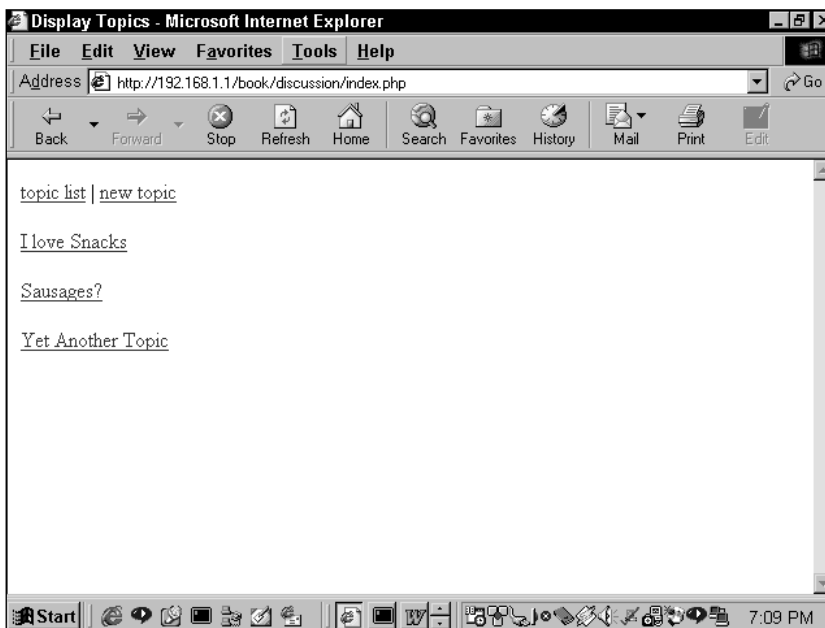 Display Topics - Microsoft Internet Explorer
File Edit View Favorites Tools Help
Address http://192.168.1.1/book/discussion/index.php Go
Back Forward Stop Refresh Home Search Favorites History Mail Print Edit
topic list | new topic
I love Snacks
Sausages?
Yet Another Topic
Start 7:09 PM